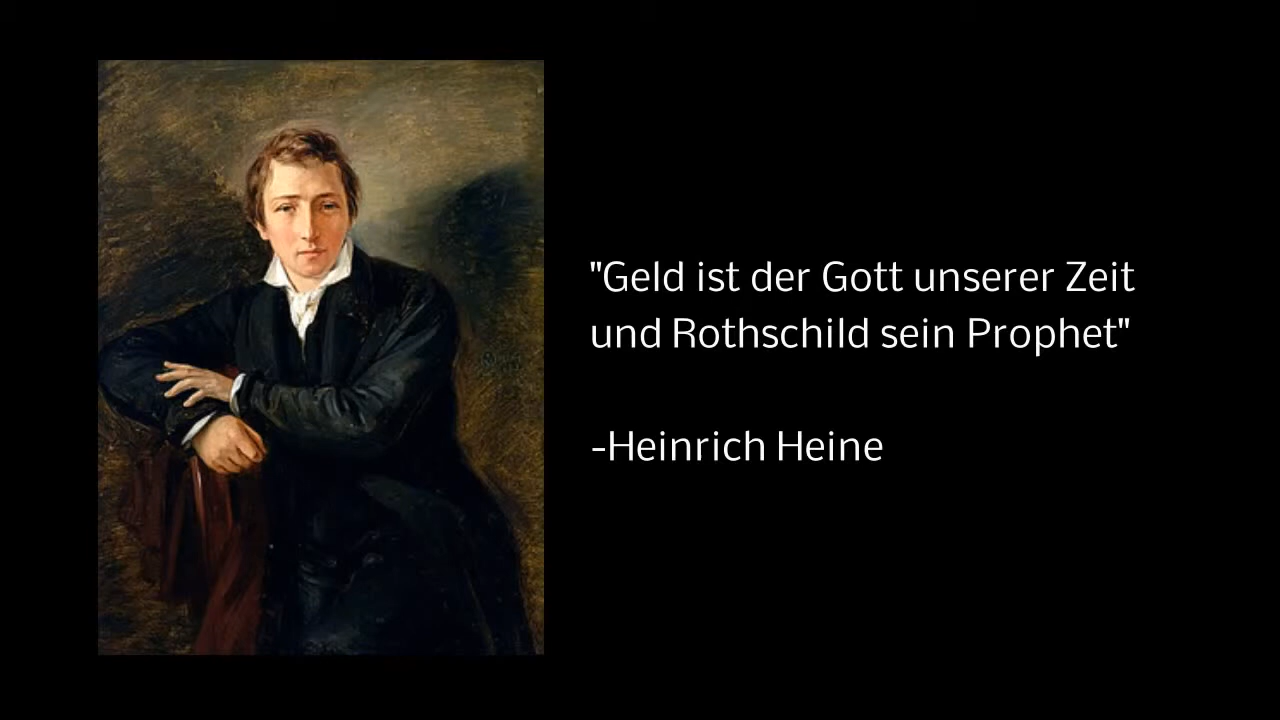 "Geld ist der Gott unserer Zeit
und Rothschild sein Prophet"
-Heinrich Heine